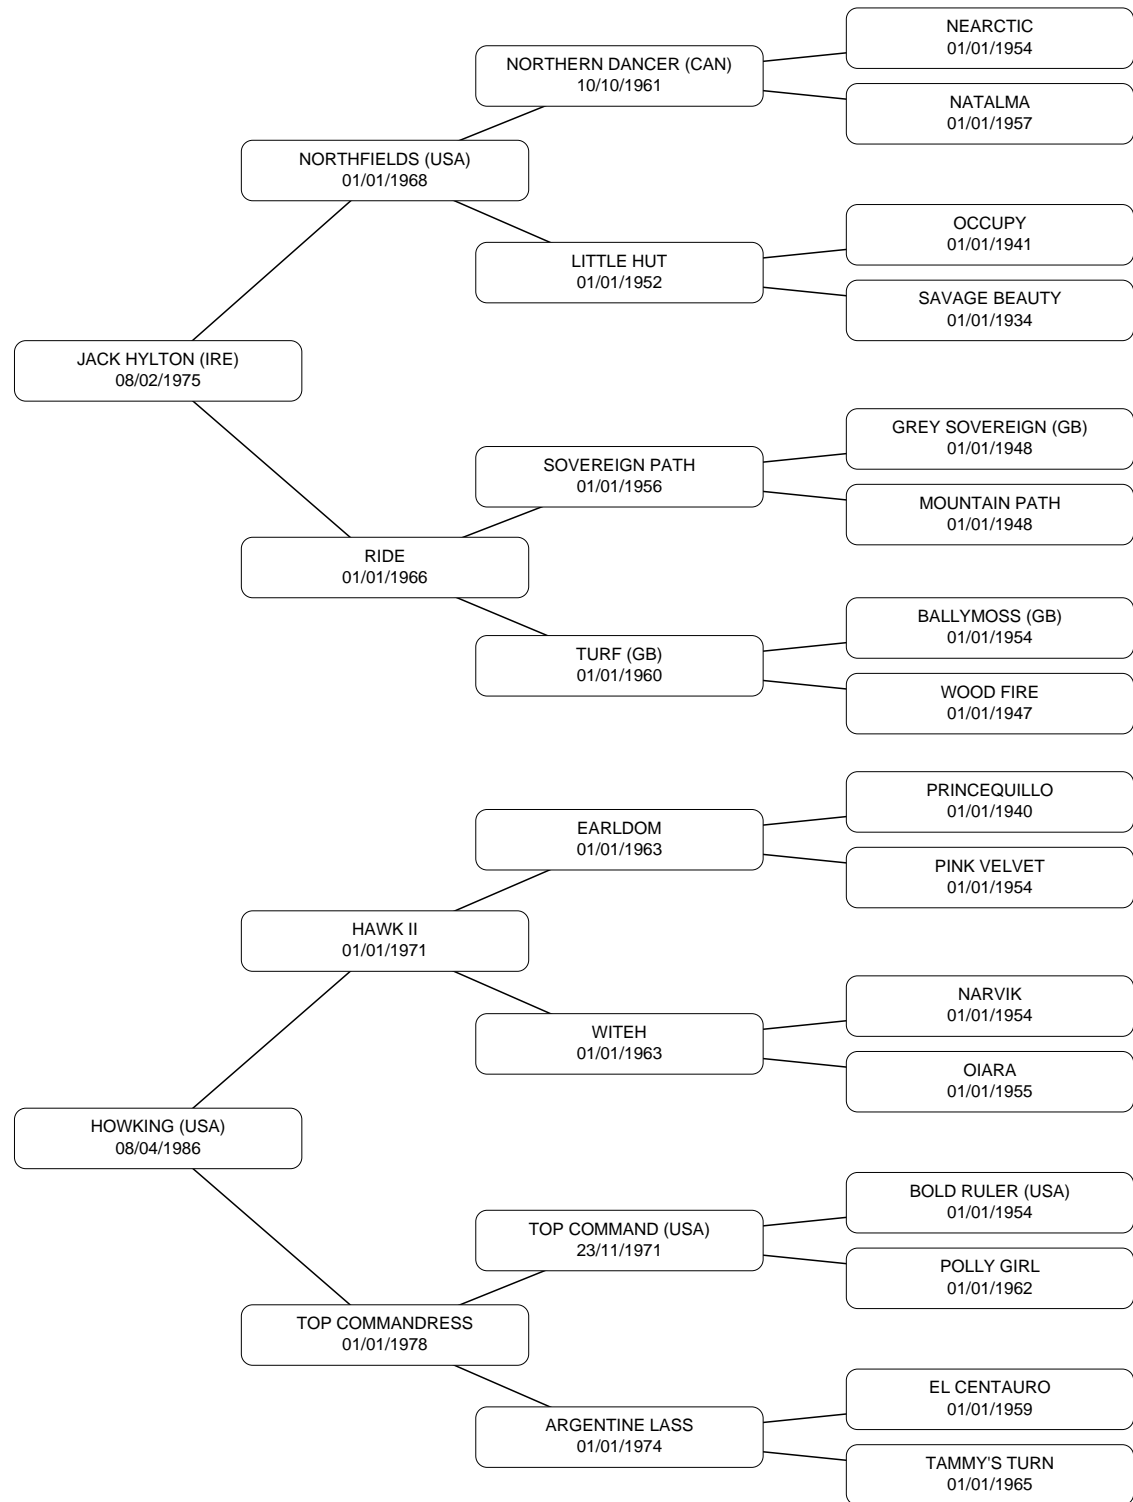 NEARCTIC
01/01/1954
NORTHERN DANCER (CAN)
10/10/1961
NATALMA
01/01/1957
NORTHFIELDS (USA)
01/01/1968
OCCUPY
01/01/1941
LITTLE HUT
01/01/1952
SAVAGE BEAUTY
01/01/1934
JACK HYLTON (IRE)
08/02/1975
GREY SOVEREIGN (GB)
01/01/1948
SOVEREIGN PATH
01/01/1956
MOUNTAIN PATH
01/01/1948
RIDE
01/01/1966
BALLYMOSS (GB)
01/01/1954
TURF (GB)
01/01/1960
WOOD FIRE
01/01/1947
PRINCEQUILLO
01/01/1940
EARLDOM
01/01/1963
PINK VELVET
01/01/1954
HAWK II
01/01/1971
NARVIK
01/01/1954
WITEH
01/01/1963
OIARA
01/01/1955
HOWKING (USA)
08/04/1986
BOLD RULER (USA)
01/01/1954
TOP COMMAND (USA)
23/11/1971
POLLY GIRL
01/01/1962
TOP COMMANDRESS
01/01/1978
EL CENTAURO
01/01/1959
ARGENTINE LASS
01/01/1974
TAMMY'S TURN
01/01/1965